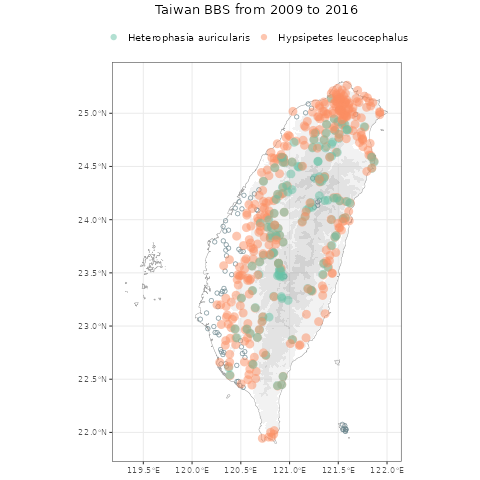 Taiwan BBS from 2009 to 2016
Heterophasia auricularis Hypsipetes leucocephalus
25.0°N
24.5°N
24.0°N
23.5°N
23.0°N
22.5°N
22.0°N
119.5°E 120.0°E 120.5°E 121.0°E 121.5°E 122.0°E